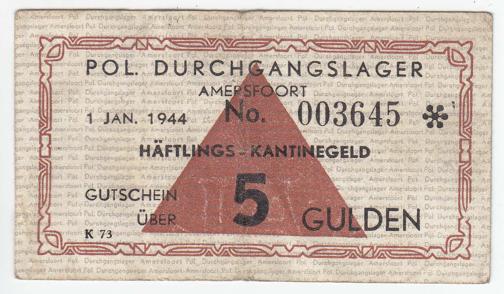 POL. DURCHGANGSLAGER
AMERSFOORT
1 JAN. 1944 No. 003645 *
HÄFTLINGS-KANTINEGELD
GUTSCHEIN
ÜBER 5 GULDEN
K 73